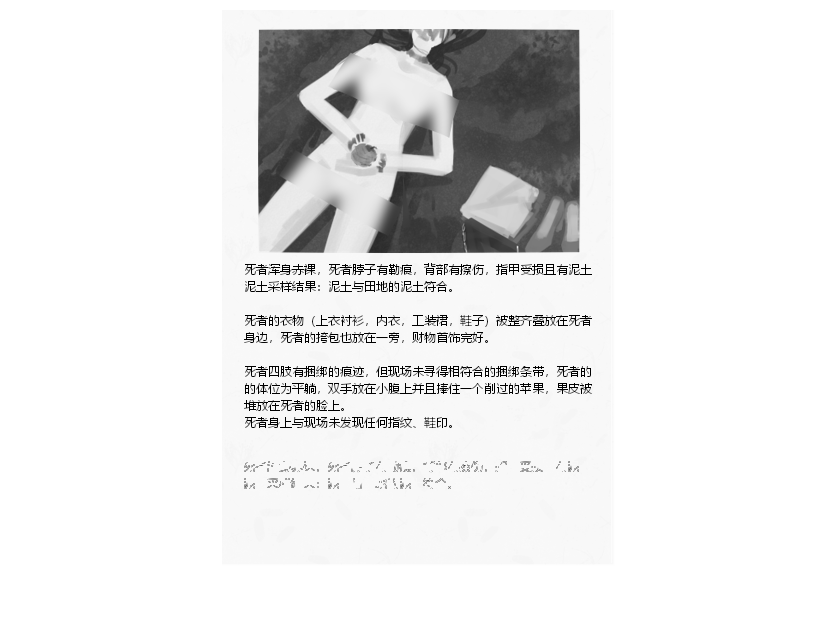 死者浑身赤裸，死者脖子有勒痕，背部有擦伤，指甲受损且有泥土
泥土采样结果：泥土与田地的泥土符合。
死者的衣物（上衣衬衫，内衣，工装裙，鞋子）被整齐叠放在死者
身边，死者的挎包也放在一旁，财物首饰完好。
死者四肢有捆绑的痕迹，但现场未寻得相符合的捆绑条带，死者的
的体位为平躺，双手放在小腹上并且捧住一个削过的苹果，果皮被
堆放在死者的脸上。
死者身上与现场未发现任何指纹、鞋印。